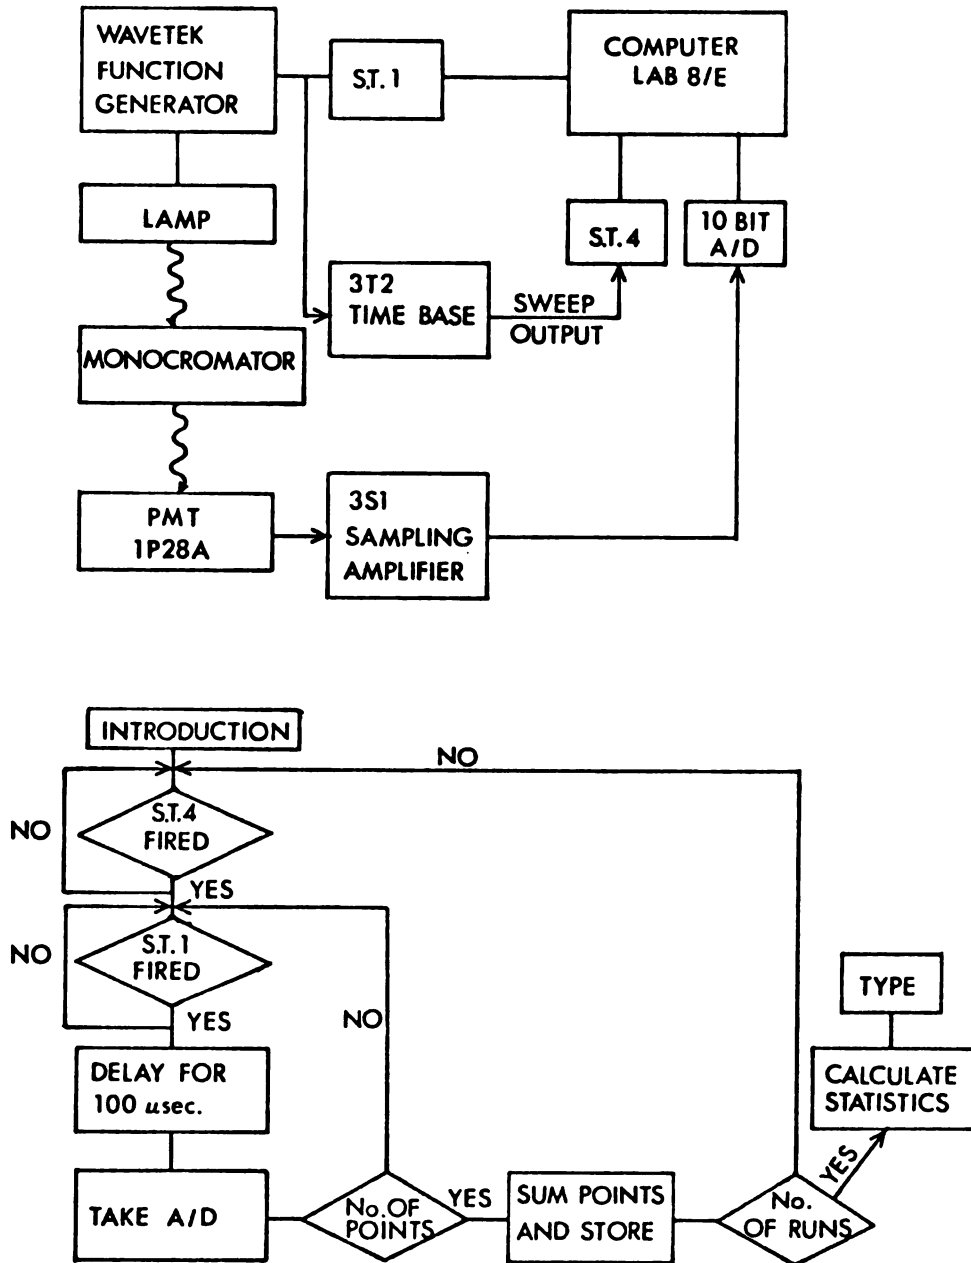 WAVETEK
FUNCTION
GENERATOR
S.T. 1
COMPUTER
LAB 8/E
LAMP
S.T. 4
10 BIT
A/D
3T2
TIME BASE
SWEEP
OUTPUT
MONOCROMATOR
PMT
1P28A
3S1
SAMPLING
AMPLIFIER
INTRODUCTION
NO
S.T.4
FIRED
NO
YES
S.T.1
FIRED
NO
YES
NO
DELAY FOR
100 µsec.
TAKE A/D
No. OF
POINTS
YES
SUM POINTS
AND STORE
No.
OF RUNS
YES
CALCULATE
STATISTICS
TYPE